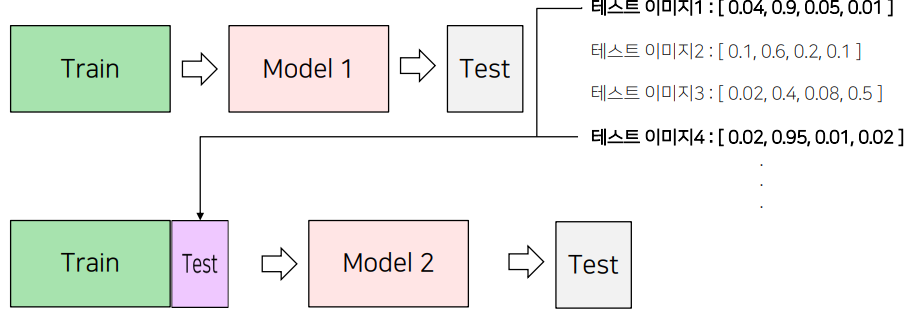 테스트 이미지1 : [ 0.04, 0.9, 0.05, 0.01 ]
테스트 이미지2 : [ 0.1, 0.6, 0.2, 0.1 ]
테스트 이미지3 : [ 0.02, 0.4, 0.08, 0.5 ]
테스트 이미지4 : [ 0.02, 0.95, 0.01, 0.02 ]
.
.
.
Train
Model 1
Test
Train
Test
Model 2
Test